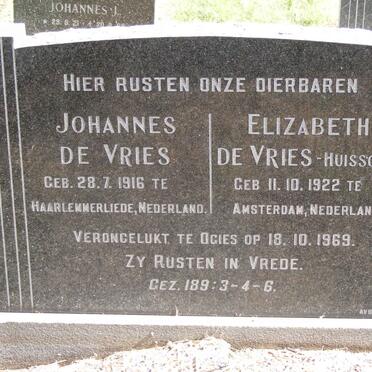 JOHANNES J.
HIER RUSTEN ONZE DIERBAREN
JOHANNES
DE VRIES
GEB. 28.7.1916 TE
HAARLEMMERLIEDE, NEDERLAND.
ELIZABETH
DE VRIES-HUISSO
GEB 11.10.1922 TE
AMSTERDAM, NEDERLAN
VERONGELUKT TE OGIES OP 18.10.1969.
ZY RUSTEN IN VREDE.
GEZ. 189:3-4-6.